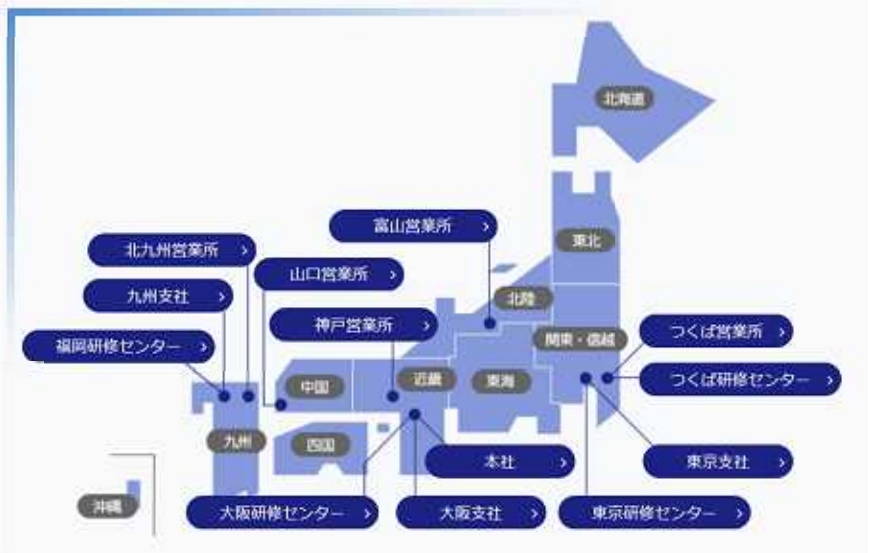 北海道
富山営業所
東北
北九州営業所
山口営業所
九州支社
北陸
神戸営業所
つくば営業所
関東・信越
福岡研修センター
つくば研修センター
近畿
東海
中国
九州
四国
本社
東京支社
沖縄
大阪研修センター
大阪支社
東京研修センター